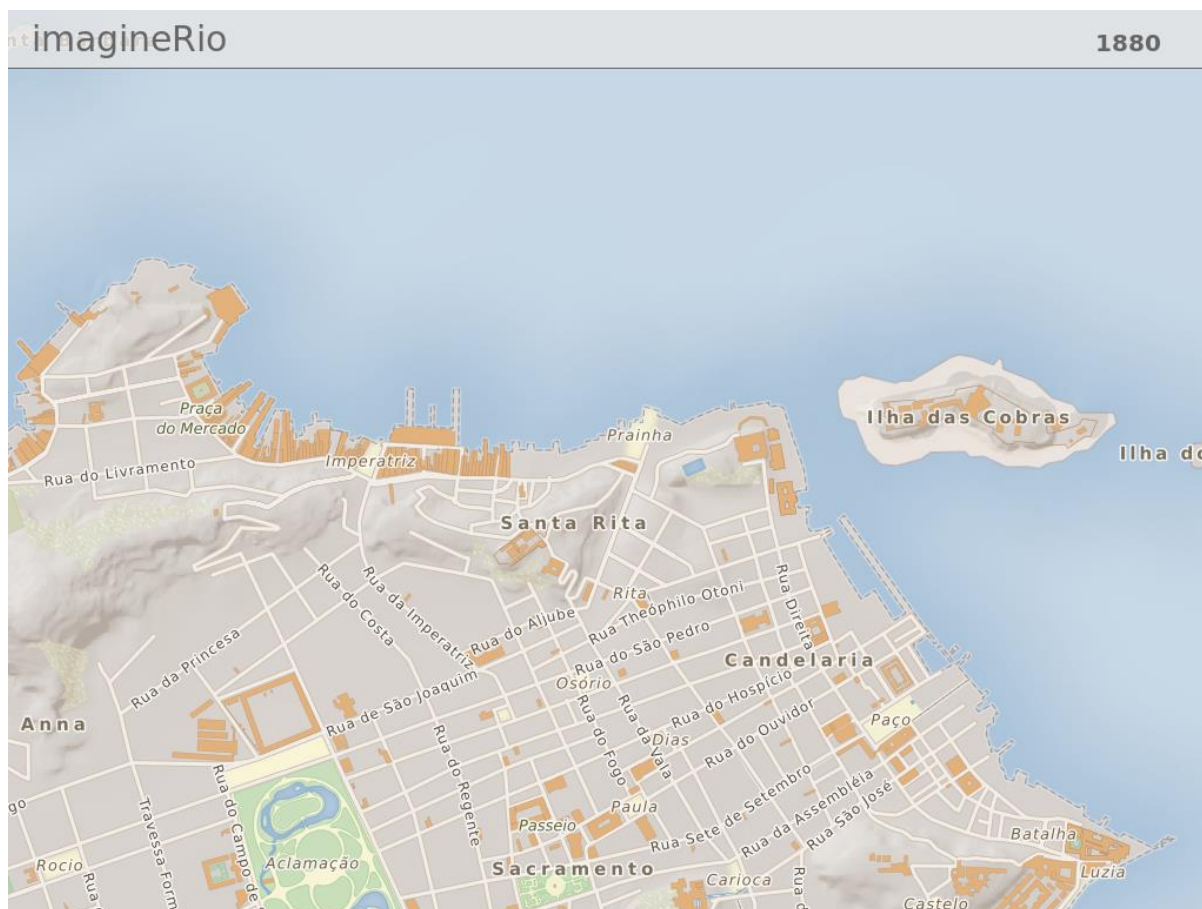 imagineRio
1880
Praça
do Mercado
Prainha
Ilha das Cobras
Ilha do
Imperatriz
Rua do Livramento
Santa Rita
Rita
Rua Theóphilo Otoni
Rua Direita
Rua do Costa
Rua da Imperatriz
Rua do Aljube
Rua do São Pedro
Candelaria
Rua da Princesa
Rua de São Joaquim
Osório
Rua do Hospício
Anna
Paço
Dias
Rua do Ouvidor
Rua do Regente
Rua do Fogo
Rua da Vala
Rua do Campo de
Travessa Form
go
Paula
Passeio
Rua Sete de Setembro
Rua da Assembléia
Rua São José
Batalha
Rocio
Aclamação
Sacramento
Carioca
Luzia
Rua
Rua d
Castelo